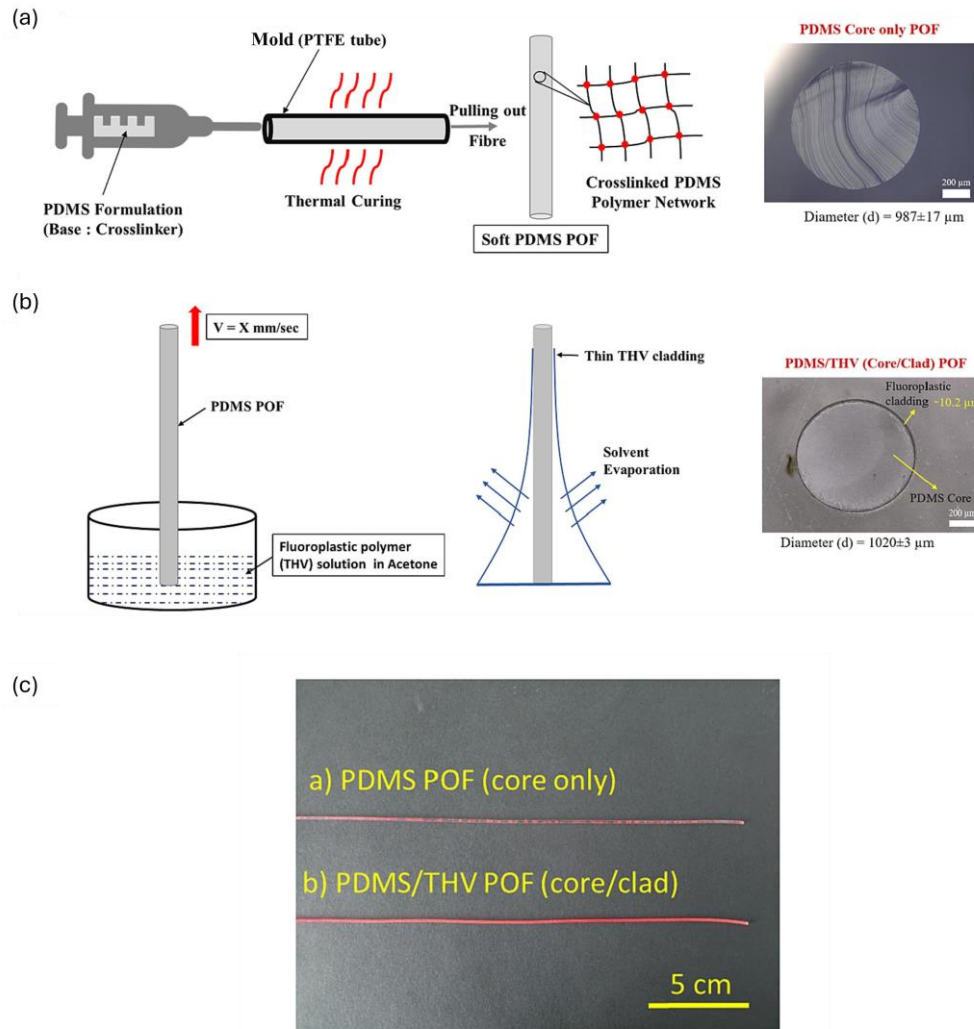 (a)
Mold (PTFE tube)
PDMS Formulation
(Base : Crosslinker)
Thermal Curing
Pulling out
Fibre
Soft PDMS POF
Crosslinked PDMS
Polymer Network
PDMS Core only POF
200 µm
Diameter (d) = 987±17 µm
(b)
V = X mm/sec
PDMS POF
Fluoroplastic polymer
(THV) solution in Acetone
Thin THV cladding
Solvent
Evaporation
PDMS/THV (Core/Clad) POF
Fluoroplastic
cladding ~10.2 µm
PDMS Core
200 µm
Diameter (d) = 1020±3 µm
(c)
a) PDMS POF (core only)
b) PDMS/THV POF (core/clad)
5 cm